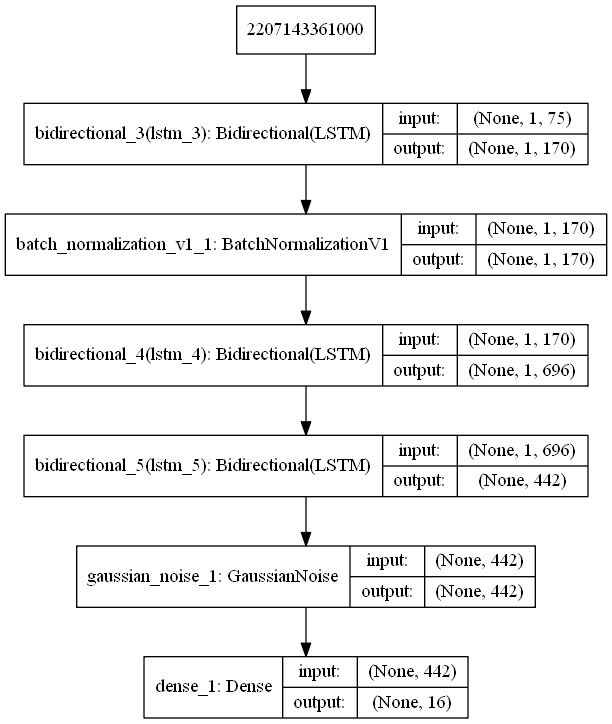 2207143361000
bidirectional_3(lstm_3): Bidirectional(LSTM)
input: (None, 1, 75)
output: (None, 1, 170)
batch_normalization_v1_1: BatchNormalizationV1
input: (None, 1, 170)
output: (None, 1, 170)
bidirectional_4(lstm_4): Bidirectional(LSTM)
input: (None, 1, 170)
output: (None, 1, 696)
bidirectional_5(lstm_5): Bidirectional(LSTM)
input: (None, 1, 696)
output: (None, 442)
gaussian_noise_1: GaussianNoise
input: (None, 442)
output: (None, 442)
dense_1: Dense
input: (None, 442)
output: (None, 16)